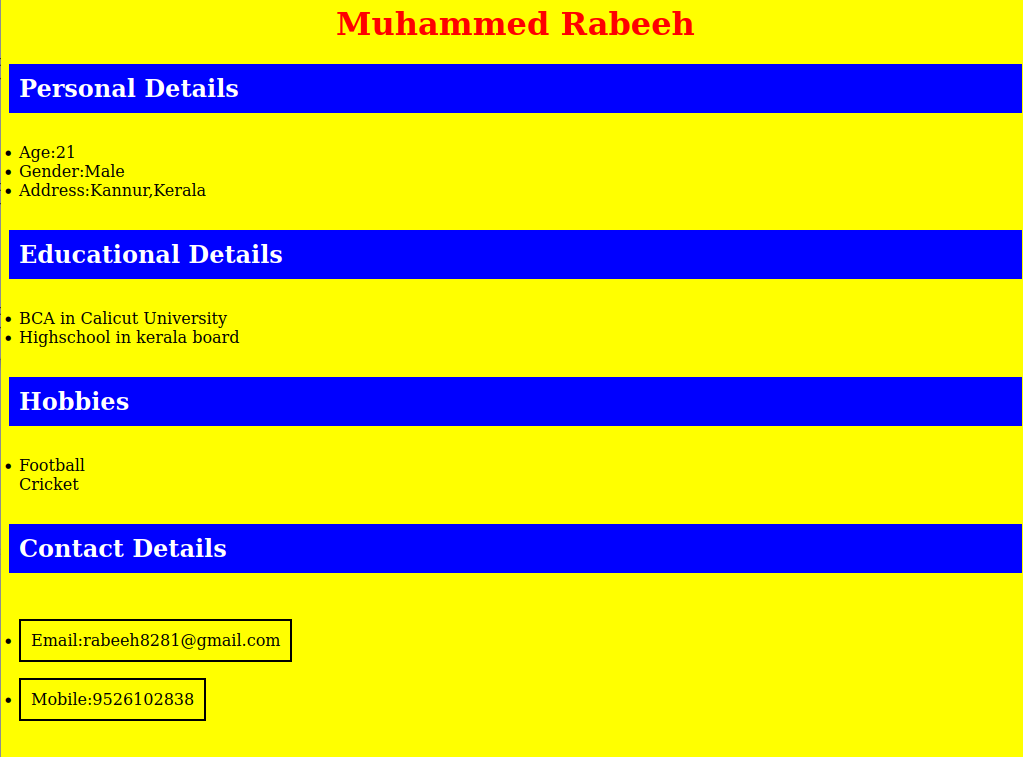 Muhammed Rabeeh
Personal Details
Age:21
Gender:Male
Address:Kannur,Kerala
Educational Details
BCA in Calicut University
Highschool in kerala board
Hobbies
Football
Cricket
Contact Details
Email:rabeeh8281@gmail.com
Mobile:9526102838